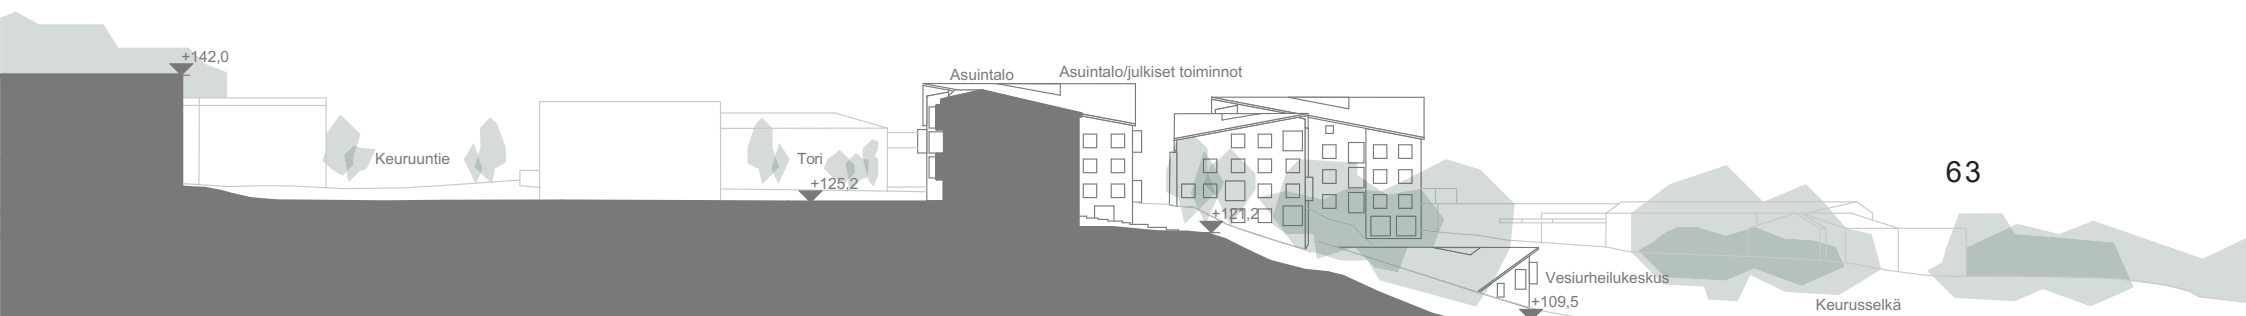 +142,0
Asuintalo
Asuintalo/julkiset toiminnot
Keuruuntie
Tori
63
+125,2
+121,2
Vesiurheilukeskus
+109,5
Keurusselkä